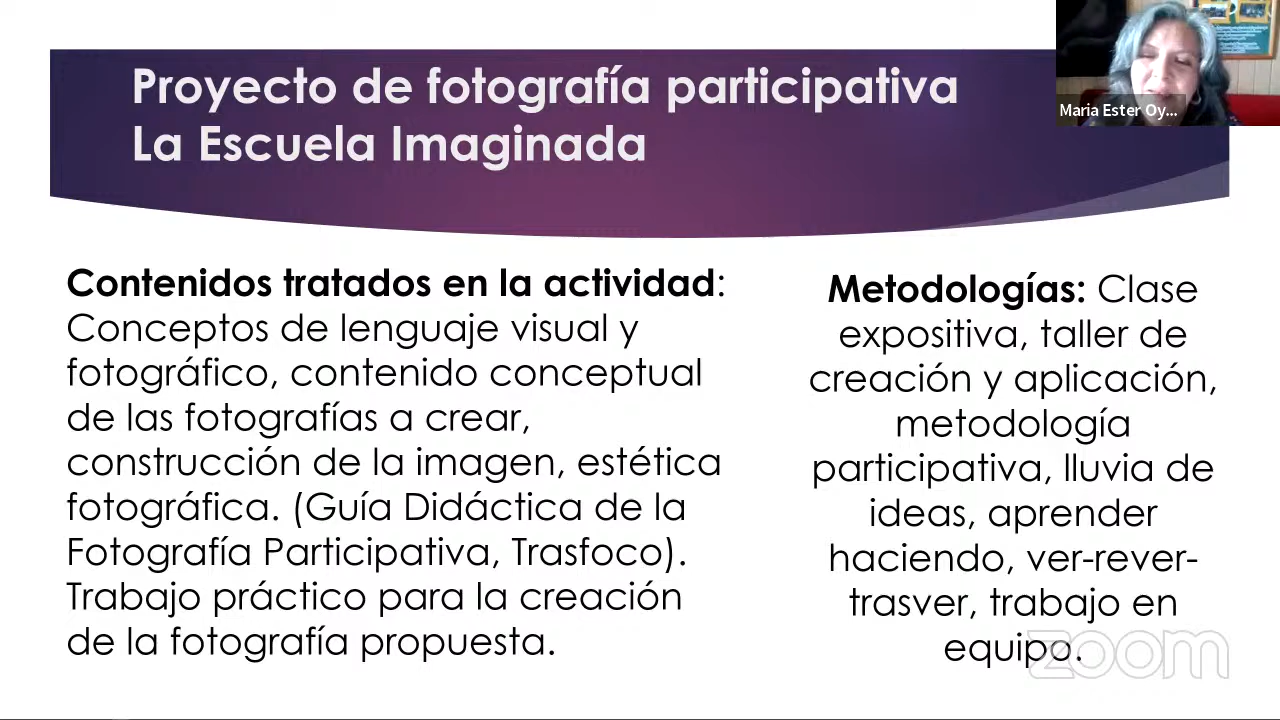 Proyecto de fotografía participativa
La Escuela Imaginada
Maria Ester Oy...
Contenidos tratados en la actividad:
Conceptos de lenguaje visual y
fotográfico, contenido conceptual
de las fotografías a crear,
construcción de la imagen, estética
fotográfica. (Guía Didáctica de la
Fotografía Participativa, Trasfoco).
Trabajo práctico para la creación
de la fotografía propuesta.
Metodologías: Clase
expositiva, taller de
creación y aplicación,
metodología
participativa, lluvia de
ideas, aprender
haciendo, ver-rever-
trasver, trabajo en
equipo.
zoom